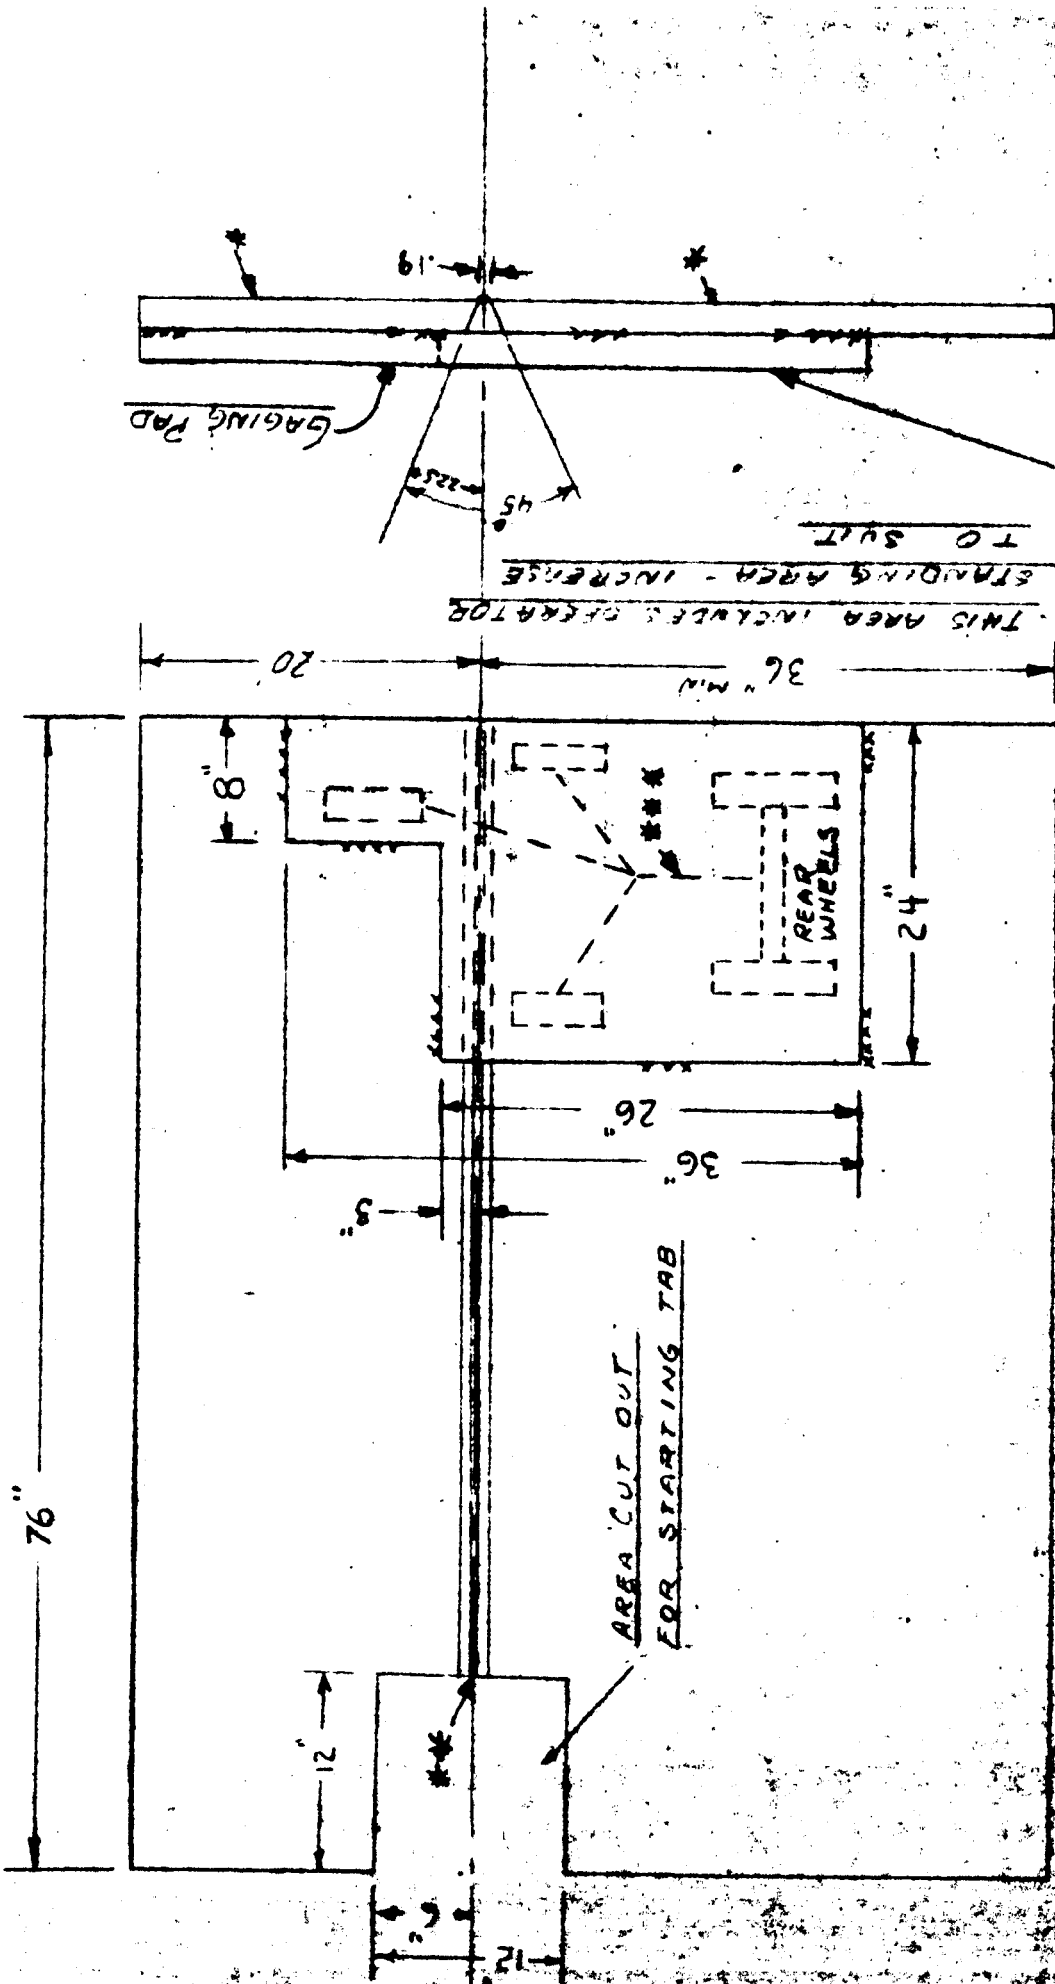 *
*
.19
GAGING PAD
22.5°
45°
THIS AREA INCLUDES OPERATOR
STANDING AREA - INCREASE
TO SUIT
20"
36" MIN
8"
****
REAR
WHEELS
24"
26"
36"
3"
76"
AREA CUT OUT
FOR STARTING TAB
12"
**
6"
12"